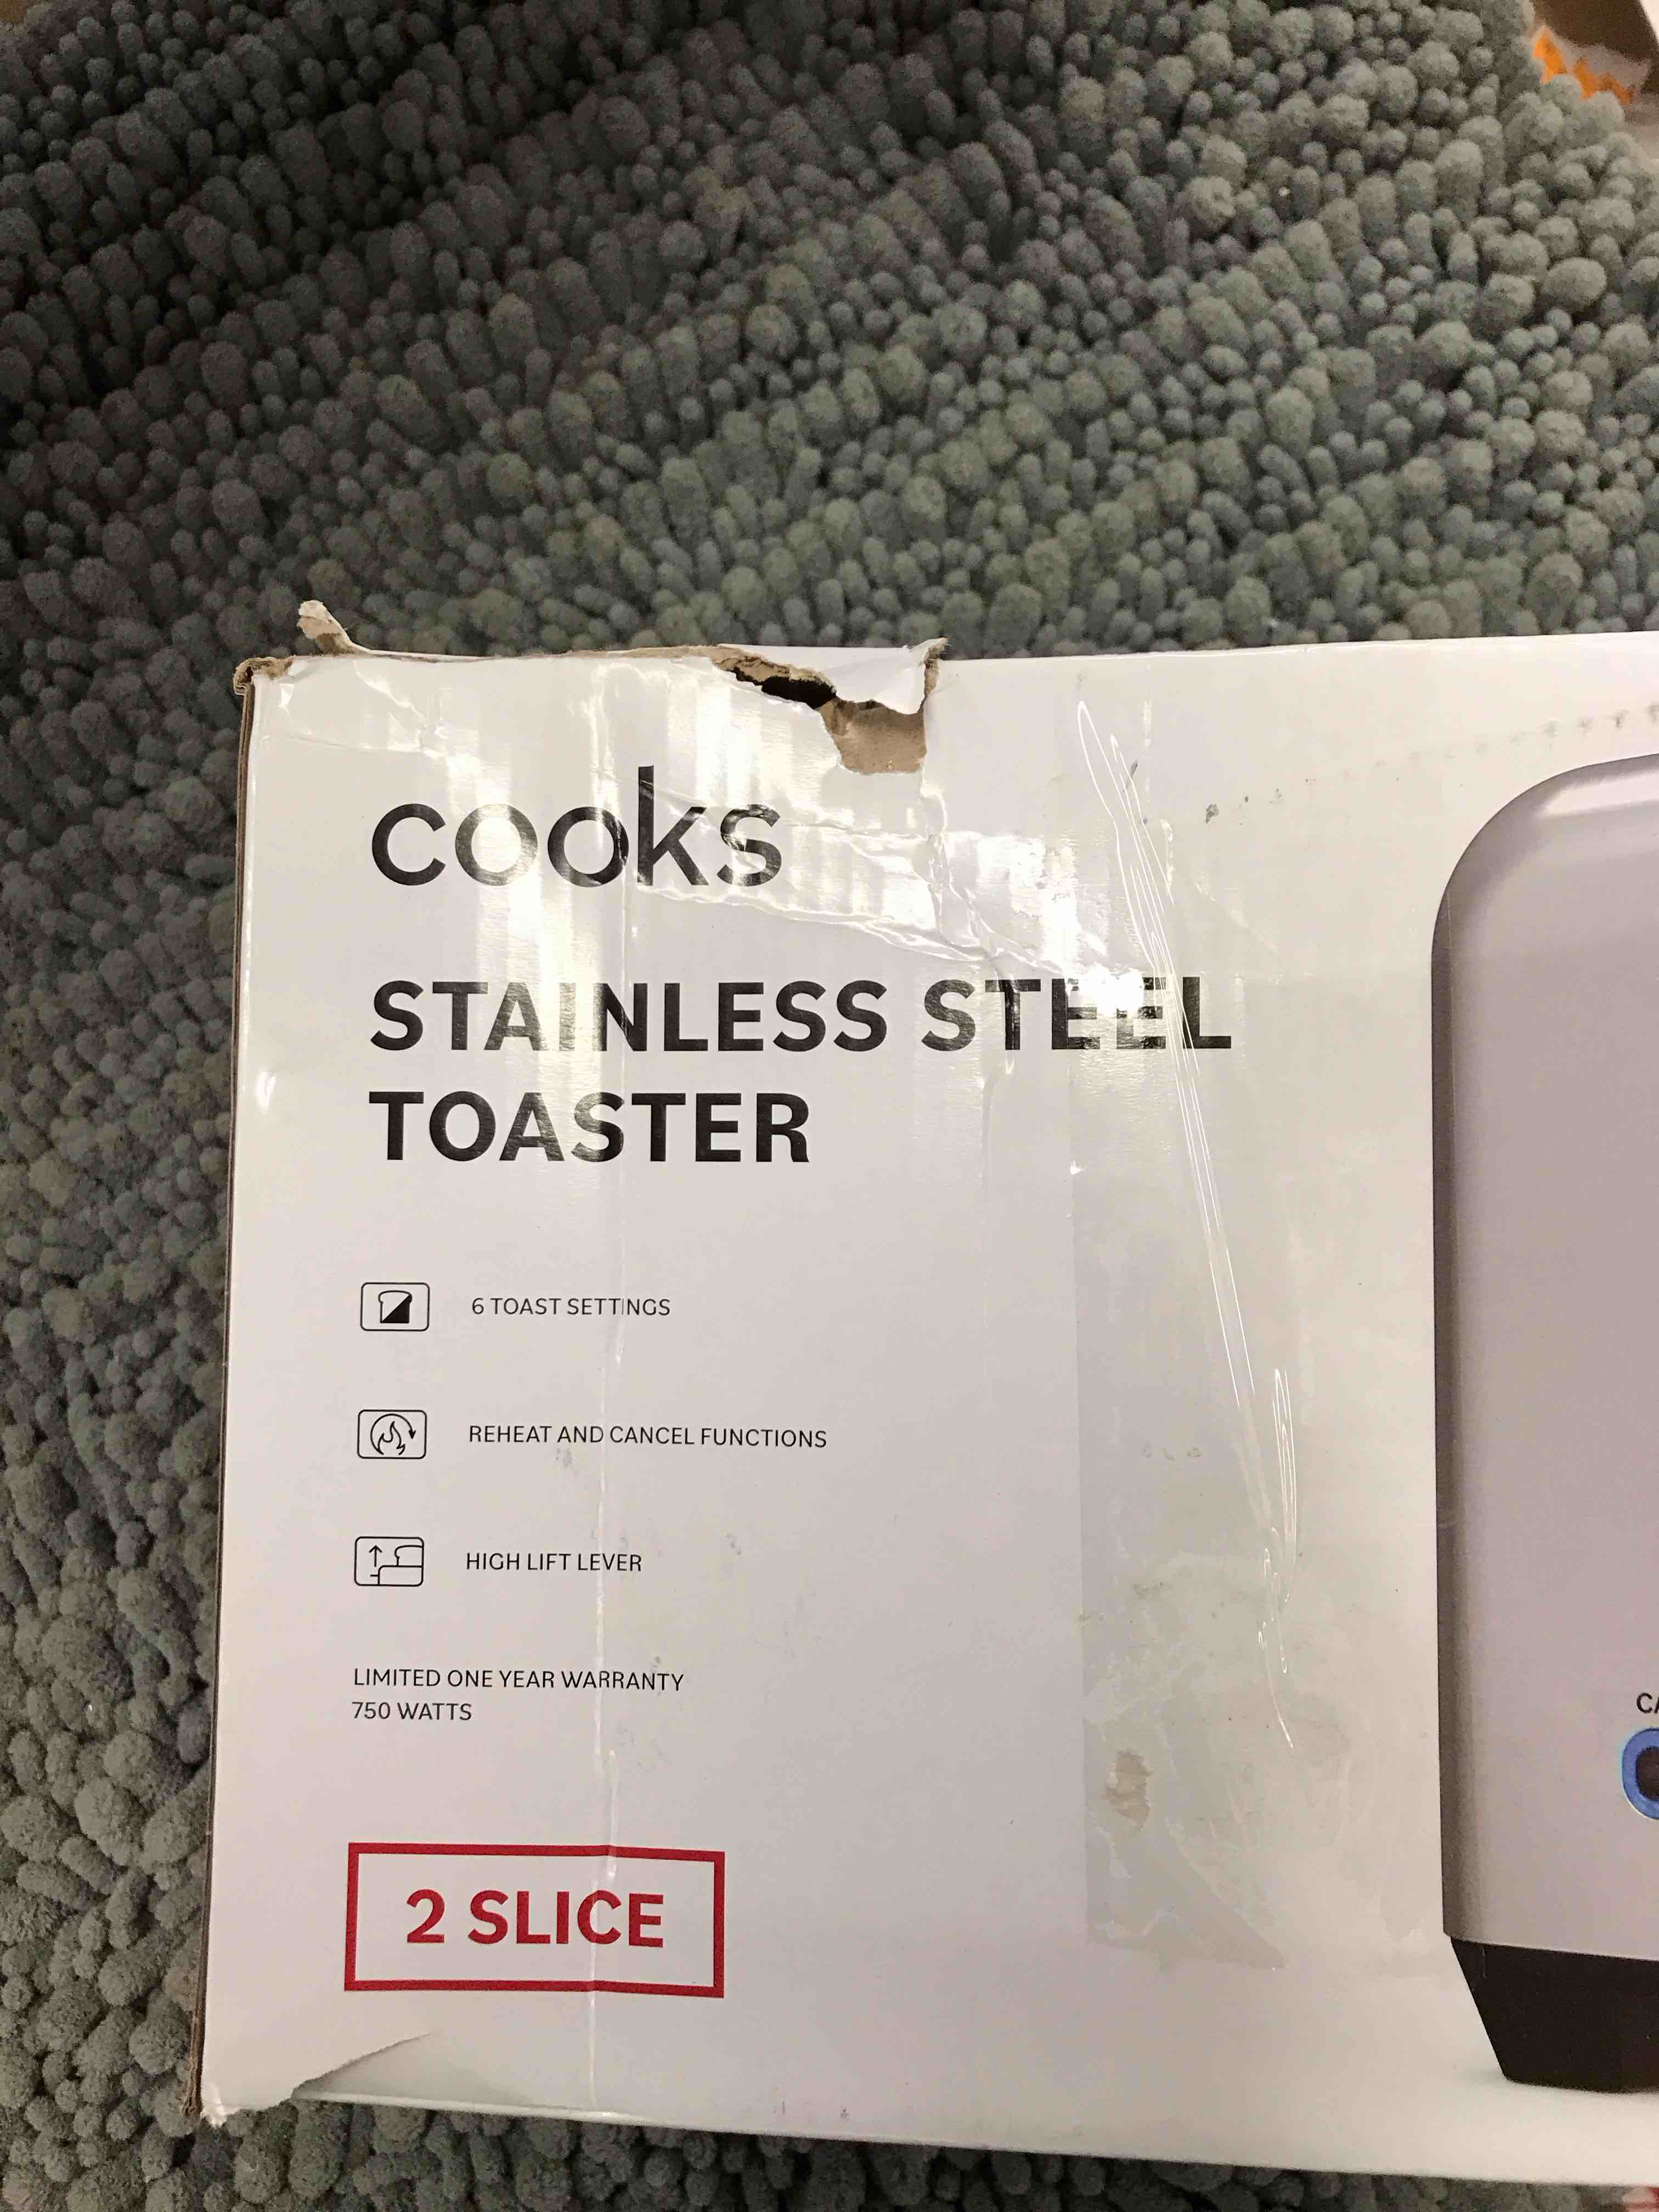 cooks
STAINLESS STEEL
TOASTER
6 TOAST SETTINGS
REHEAT AND CANCEL FUNCTIONS
HIGH LIFT LEVER
LIMITED ONE YEAR WARRANTY
750 WATTS
2 SLICE